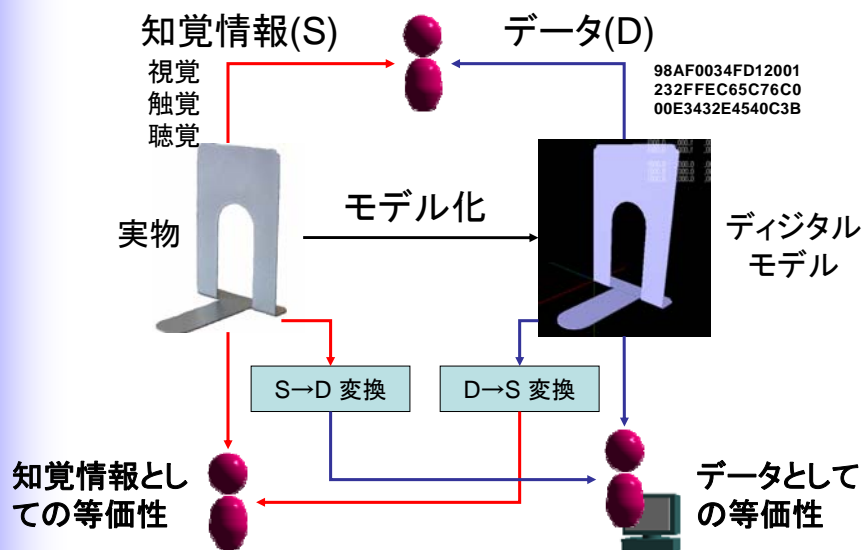 知覚情報(S)
データ(D)
視覚
触覚
聴覚
98AF0034FD12001
232FFEC65C76C0
00E3432E4540C3B
実物
モデル化
ディジタル
モデル
S→D 変換
D→S 変換
知覚情報とし
ての等価性
データとして
の等価性